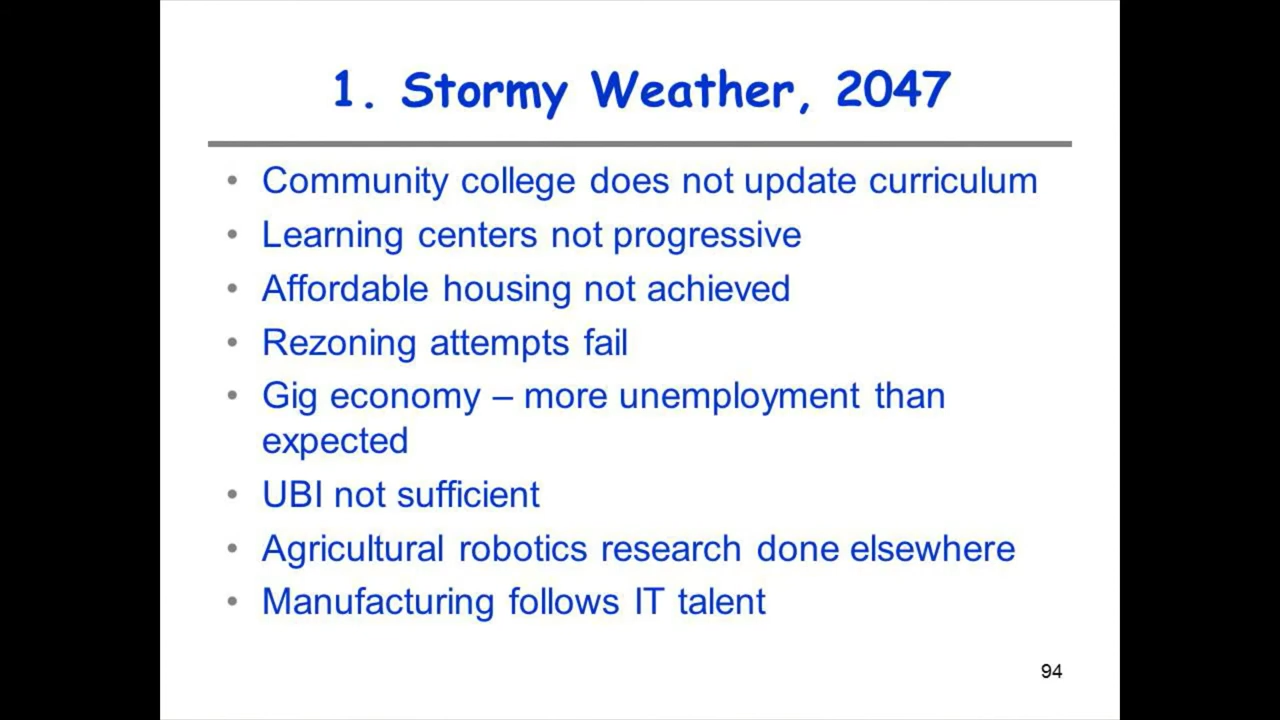 1. Stormy Weather, 2047
• Community college does not update curriculum
• Learning centers not progressive
• Affordable housing not achieved
• Rezoning attempts fail
• Gig economy – more unemployment than
expected
• UBI not sufficient
• Agricultural robotics research done elsewhere
• Manufacturing follows IT talent
94